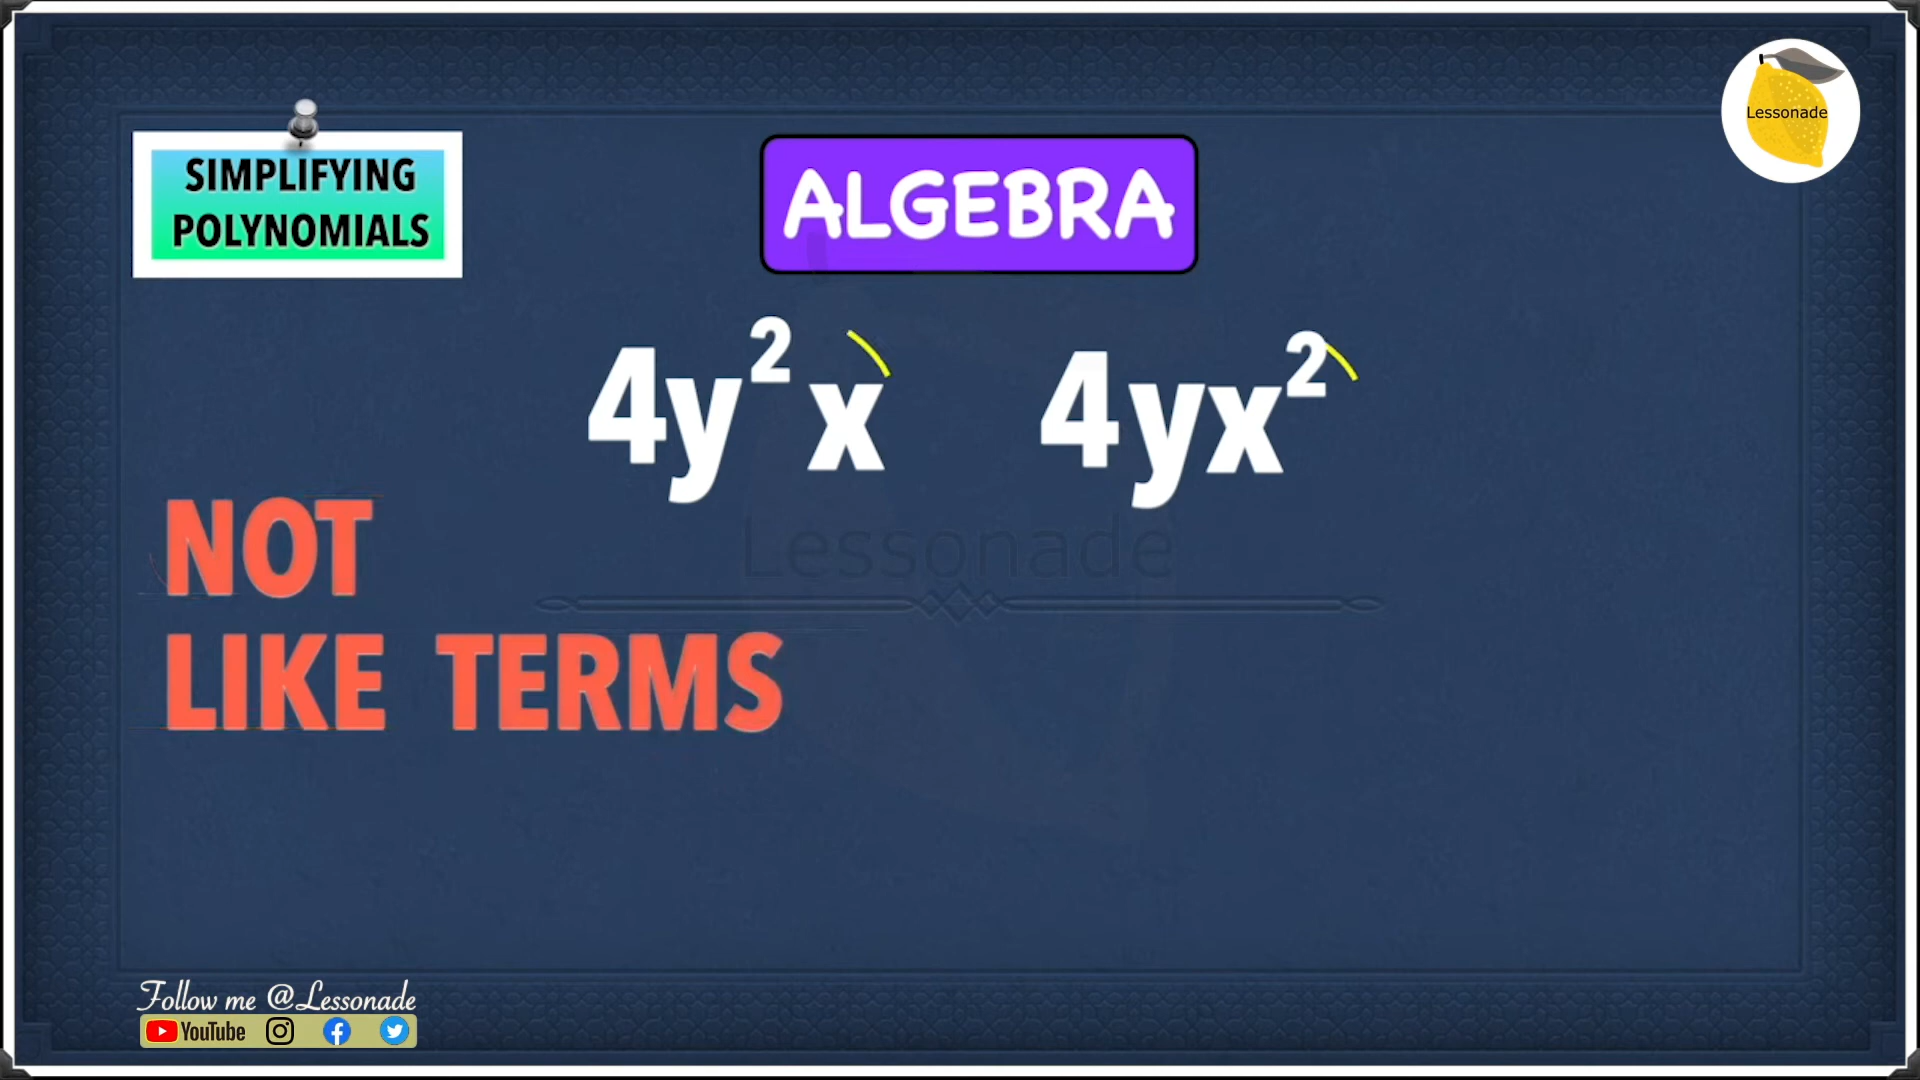 Lessonade
SIMPLIFYING
POLYNOMIALS
ALGEBRA
4y²x 4yx²
Lessonade
NOT
LIKE TERMS
Follow me @Lessonade
YouTube